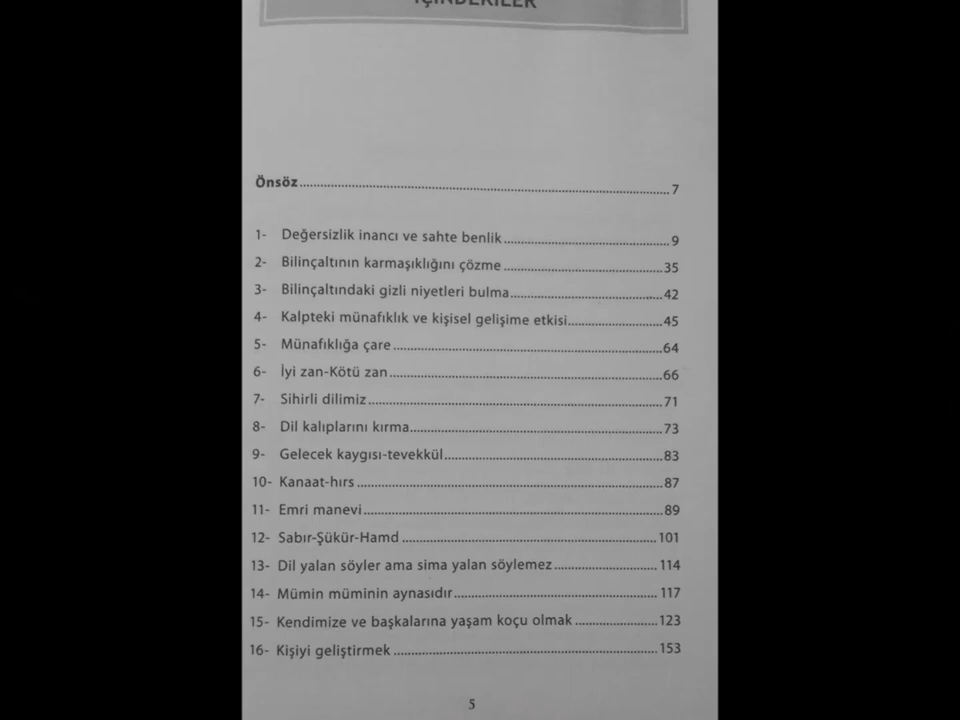 İÇİNDEKİLER
Önsöz 7
1- Değersizlik inancı ve sahte benlik 9
2- Bilinçaltının karmaşıklığını çözme 35
3- Bilinçaltındaki gizli niyetleri bulma 42
4- Kalpteki münafıklık ve kişisel gelişime etkisi 45
5- Münafıklığa çare 64
6- İyi zan-Kötü zan 66
7- Sihirli dilimiz 71
8- Dil kalıplarını kırma 73
9- Gelecek kaygısı-tevekkül 83
10- Kanaat-hırs 87
11- Emri manevi 89
12- Sabır-Şükür-Hamd 101
13- Dil yalan söyler ama sima yalan söylemez 114
14- Mümin müminin aynasıdır 117
15- Kendimize ve başkalarına yaşam koçu olmak 123
16- Kişiyi geliştirmek 153
5